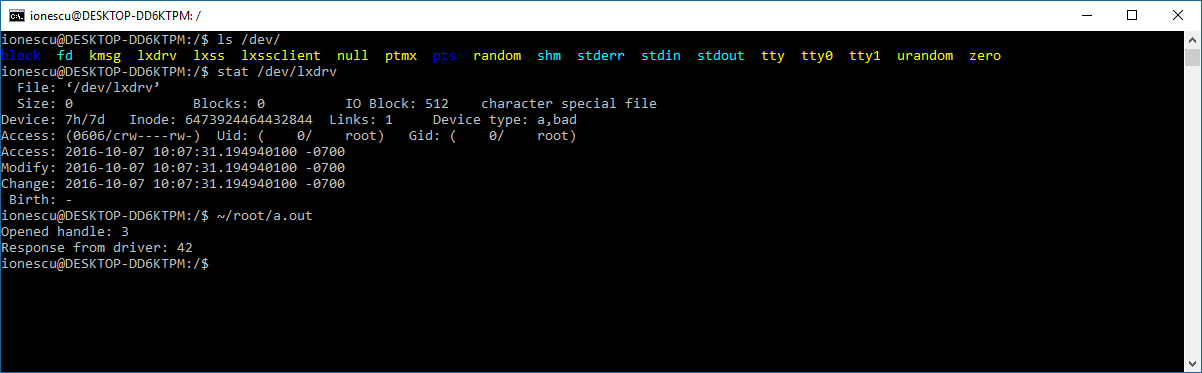 ionescu@DESKTOP-DD6KTPM: /
ionescu@DESKTOP-DD6KTPM:/$ ls /dev/
block  fd  kmsg  lxdrv  lxss  lxssclient  null  ptmx  pts  random  shm  stderr  stdin  stdout  tty  tty0  tty1  urandom  zero
ionescu@DESKTOP-DD6KTPM:/$ stat /dev/lxdrv
  File: ‘/dev/lxdrv’
  Size: 0               Blocks: 0          IO Block: 512    character special file
Device: 7h/7d   Inode: 6473924464432844  Links: 1     Device type: a,bad
Access: (0606/crw----rw-)  Uid: (    0/    root)   Gid: (    0/    root)
Access: 2016-10-07 10:07:31.194940100 -0700
Modify: 2016-10-07 10:07:31.194940100 -0700
Change: 2016-10-07 10:07:31.194940100 -0700
 Birth: -
ionescu@DESKTOP-DD6KTPM:/$ ~/root/a.out
Opened handle: 3
Response from driver: 42
ionescu@DESKTOP-DD6KTPM:/$